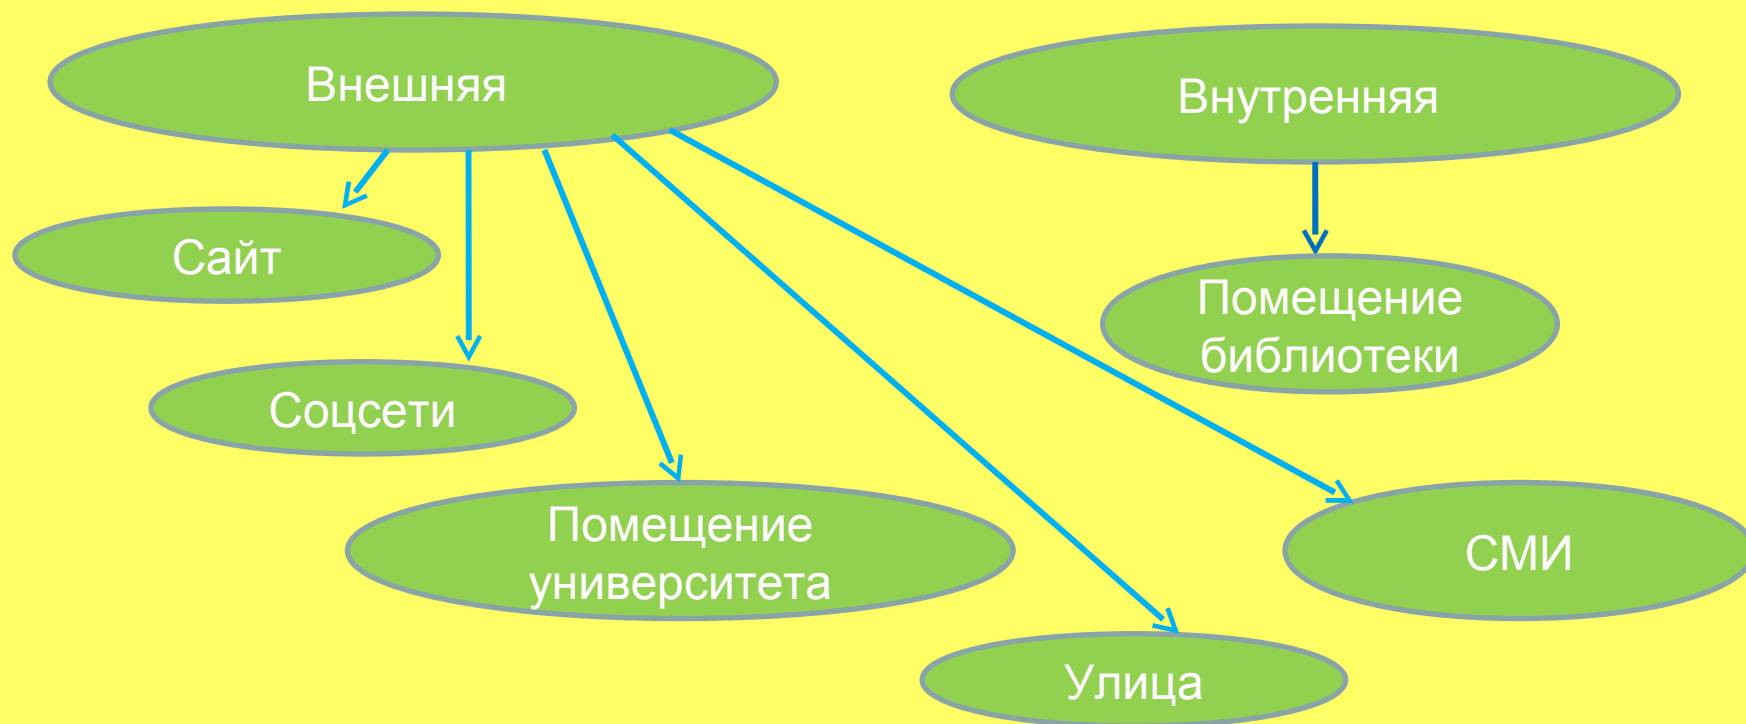 Внешняя
Внутренняя
Сайт
Помещение
библиотеки
Соцсети
Помещение
университета
СМИ
Улица